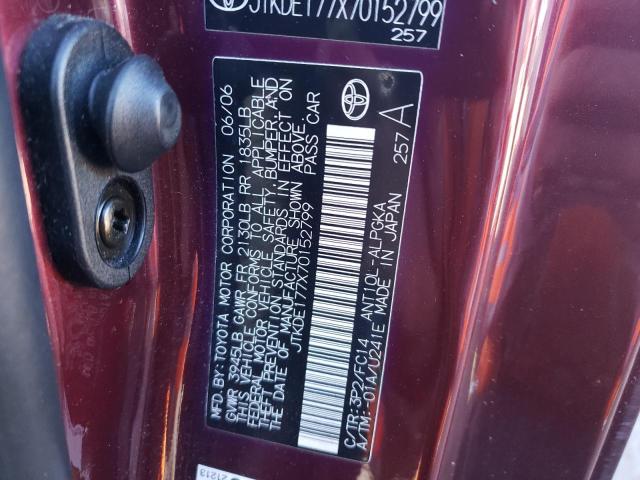 JTKDE177X70152799
257
MFD. BY: TOYOTA MOTOR CORPORATION 06/06
GVWR 3945LB GAWR FR 2130LB RR 1835LB
THIS VEHICLE CONFORMS TO ALL APPLICABLE
FEDERAL MOTOR VEHICLE SAFETY, BUMPER, AND
THEFT PREVENTION STANDARDS IN EFFECT ON
THE DATE OF MANUFACTURE SHOWN ABOVE.
JTKDE177X70152799 PASS CAR
C/TR: 3P2/FC14 ANT10L-ALPGKA
A/TM: -01A/U241E MADE IN JAPAN
257 A
21213